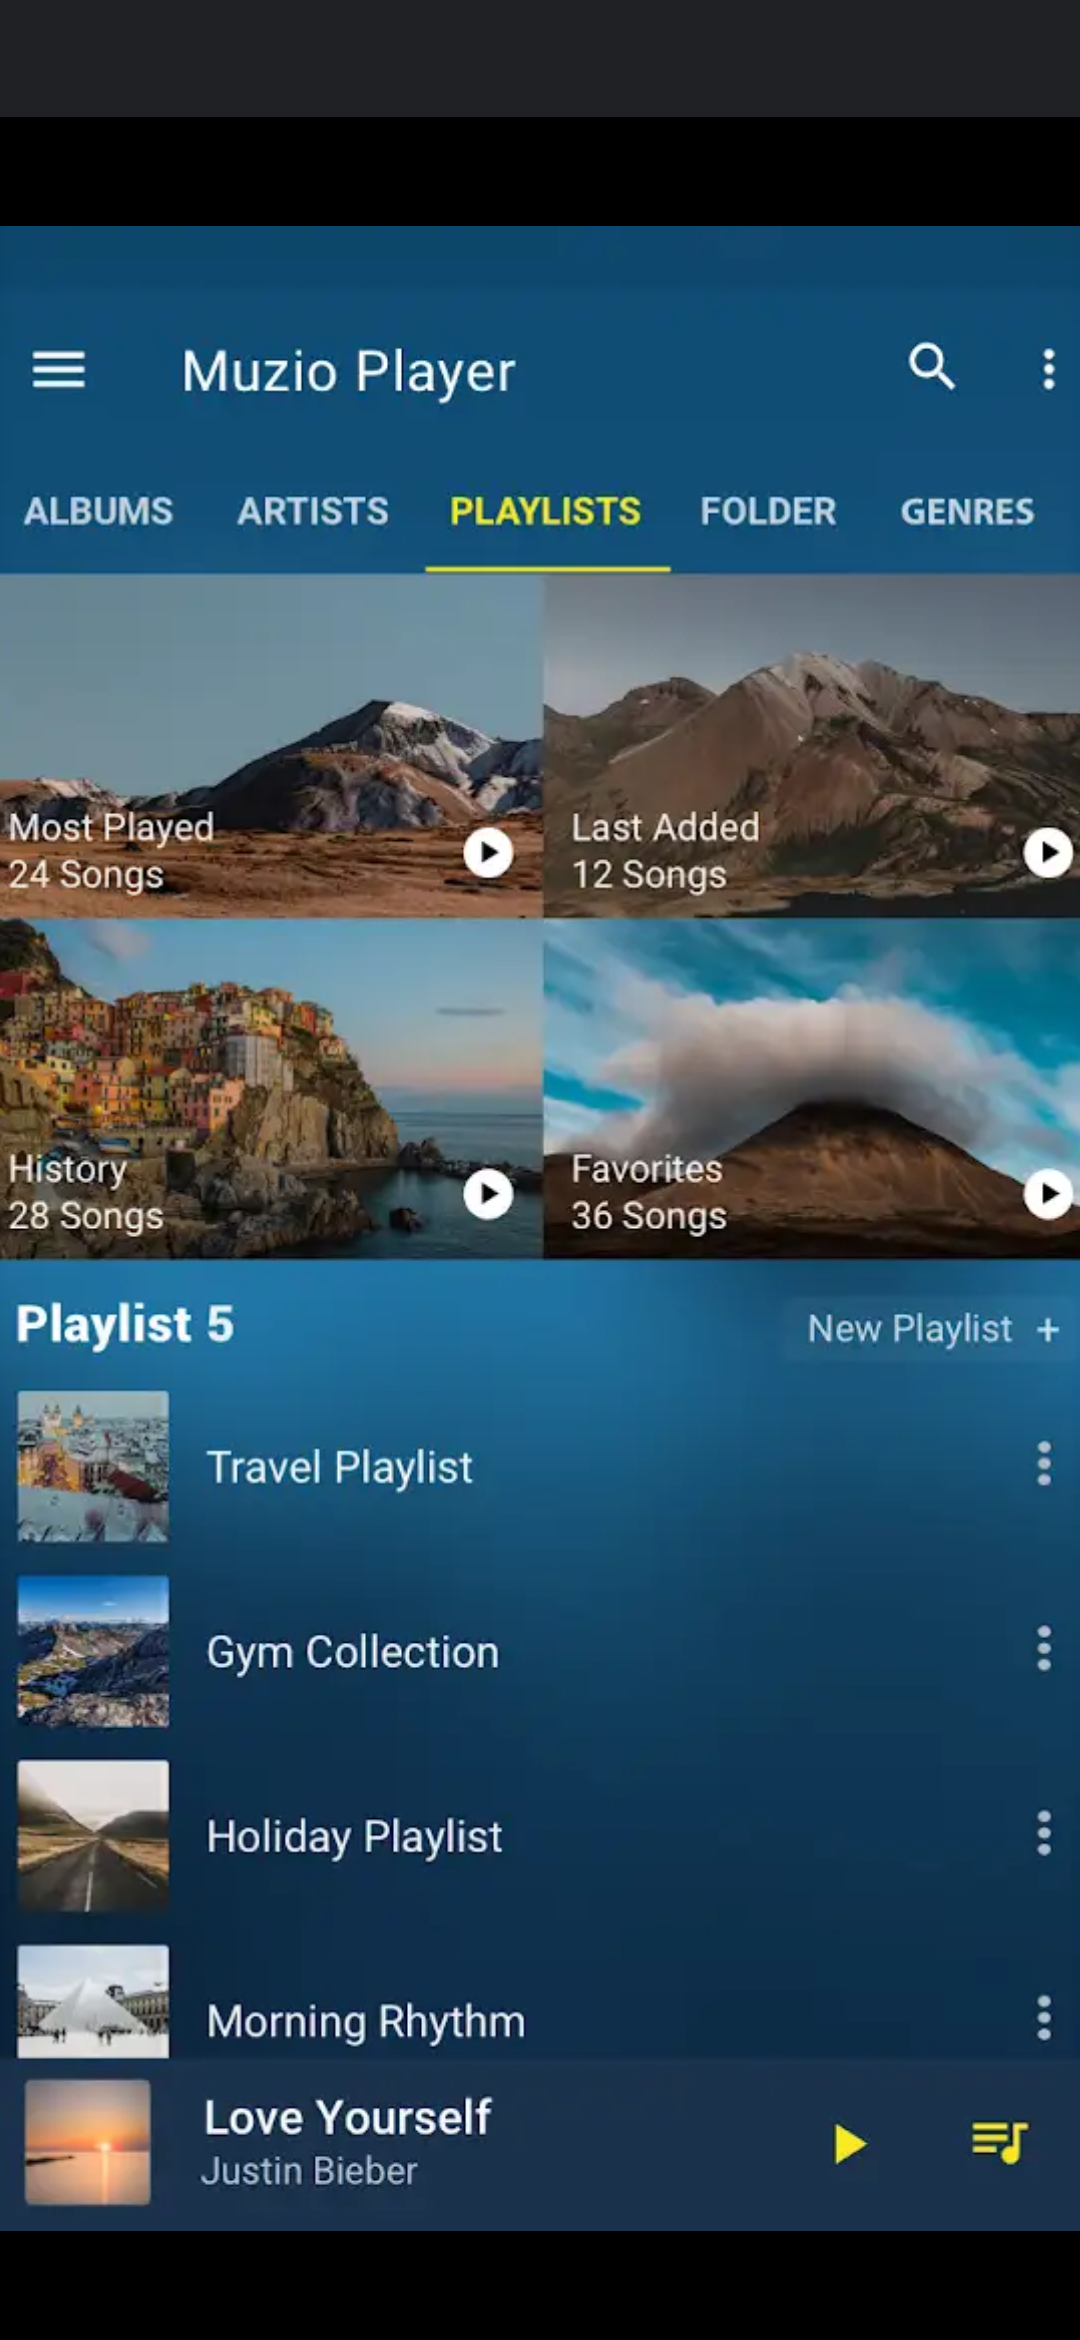 Muzio Player
ALBUMS ARTISTS PLAYLISTS FOLDER GENRES
Most Played
24 Songs
Last Added
12 Songs
History
28 Songs
Favorites
36 Songs
Playlist 5
New Playlist +
Travel Playlist
Gym Collection
Holiday Playlist
Morning Rhythm
Love Yourself
Justin Bieber